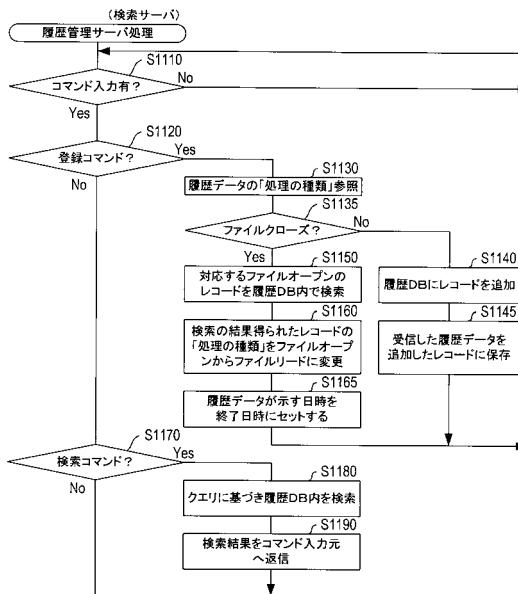 (検索サーバ)
履歴管理サーバ処理
S1110
コマンド入力有?
No
Yes
S1120
登録コマンド?
Yes
No
S1130
履歴データの「処理の種類」参照
S1135
ファイルクローズ?
No
Yes
S1150
対応するファイルオープンの
レコードを履歴DB内で検索
S1140
履歴DBにレコードを追加
S1160
検索の結果得られたレコードの
「処理の種類」をファイルオープ
ンからファイルリードに変更
S1145
受信した履歴データを
追加したレコードに保存
S1165
履歴データが示す日時を
終了日時にセットする
S1170
検索コマンド?
Yes
No
S1180
クエリに基づき履歴DB内を検索
S1190
検索結果をコマンド入力元
へ返信